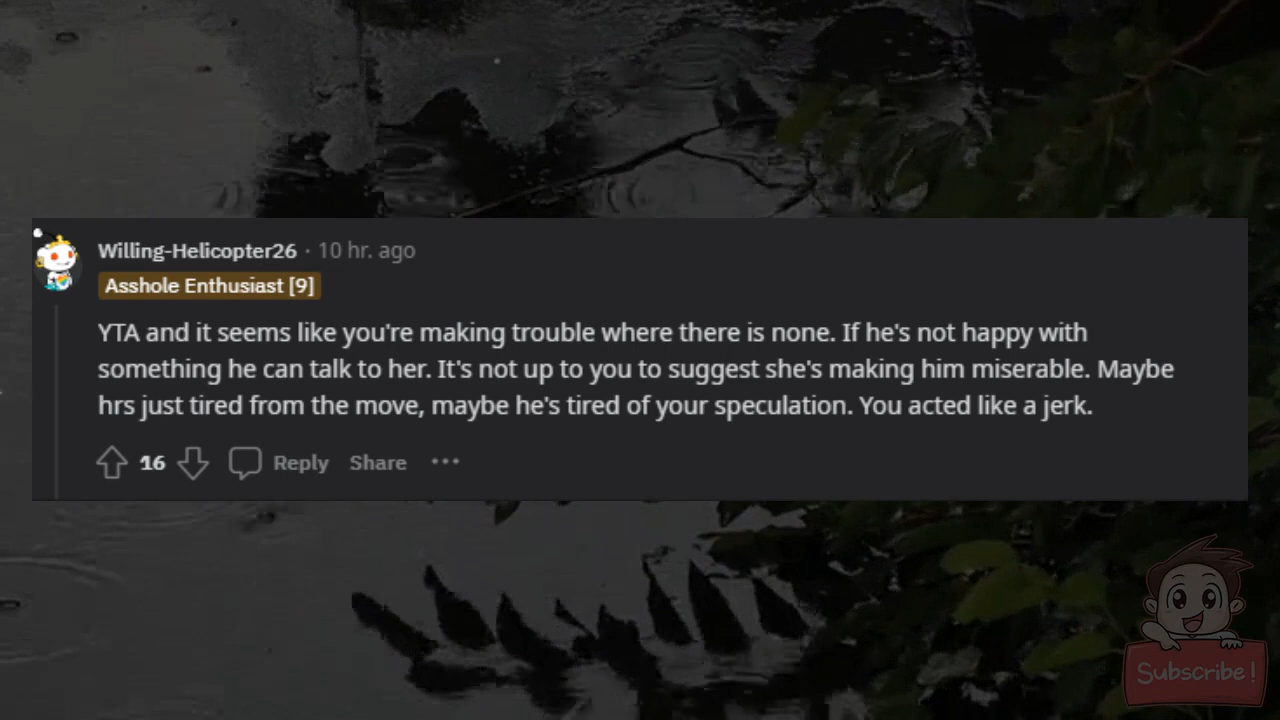 Willing-Helicopter26 · 10 hr. ago
Asshole Enthusiast [9]
YTA and it seems like you're making trouble where there is none. If he's not happy with
something he can talk to her. It's not up to you to suggest she's making him miserable. Maybe
hrs just tired from the move, maybe he's tired of your speculation. You acted like a jerk.
16 Reply Share ···
Subscribe!